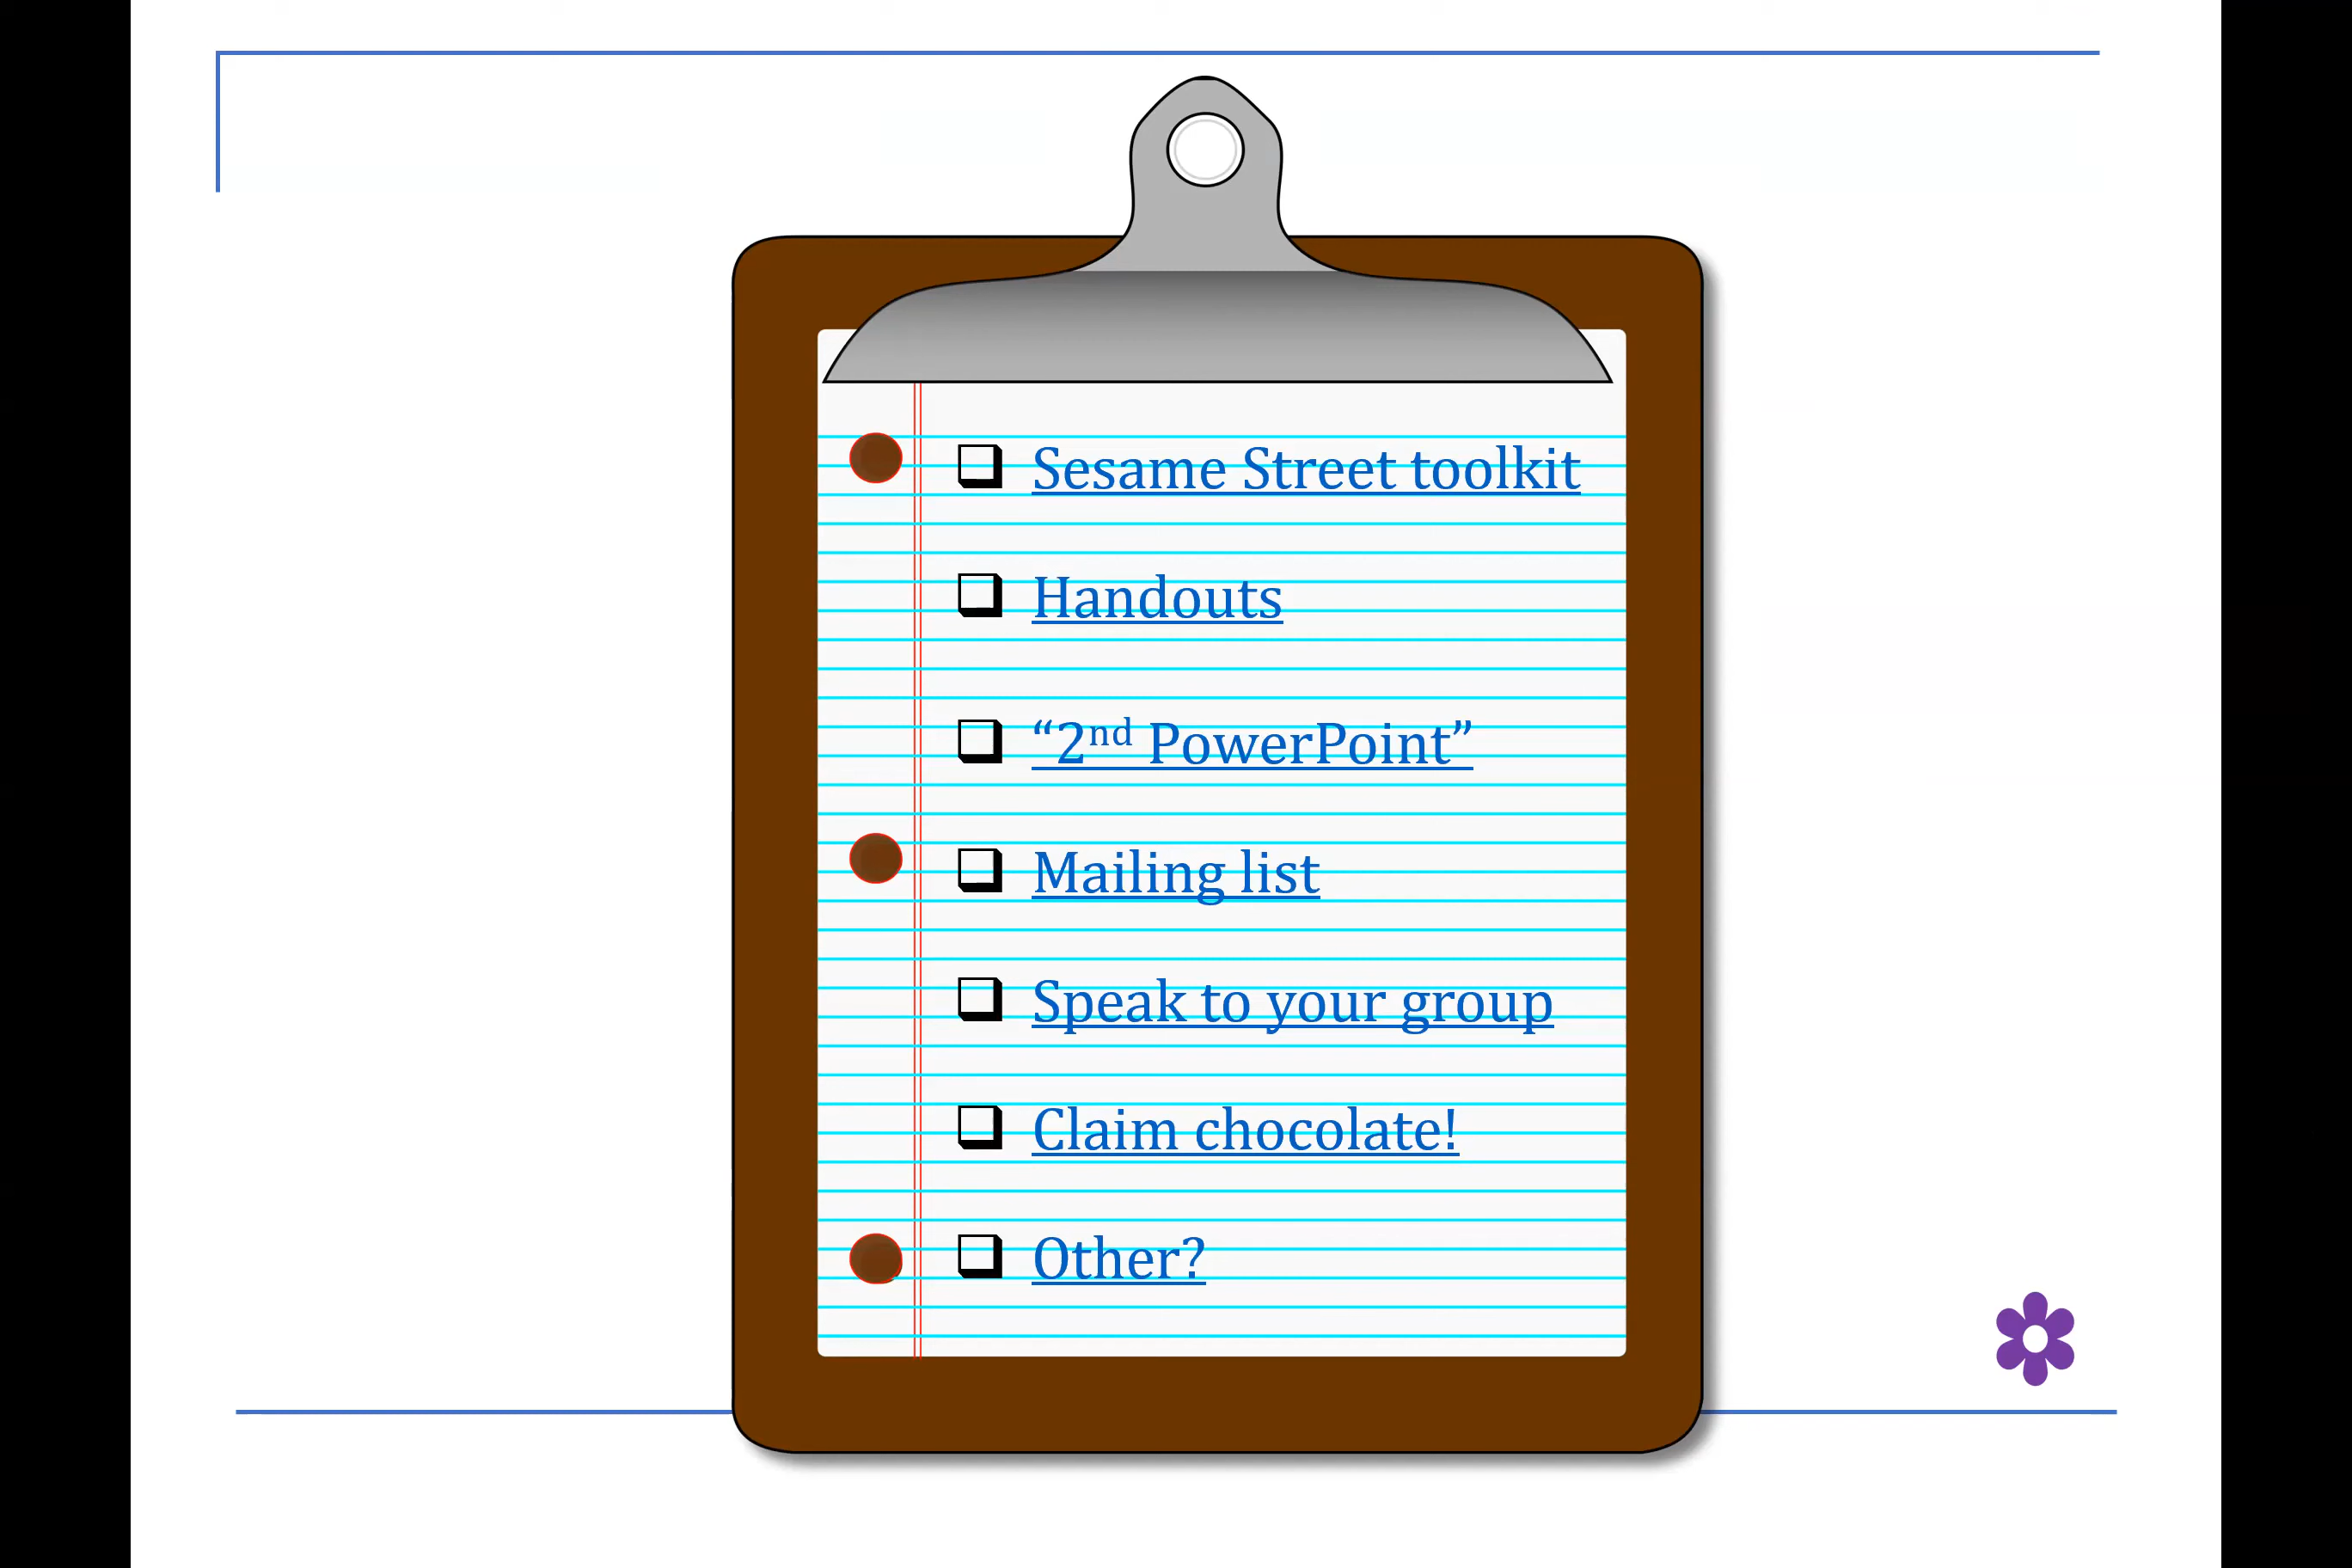 Sesame Street toolkit
Handouts
“2nd PowerPoint”
Mailing list
Speak to your group
Claim chocolate!
Other?